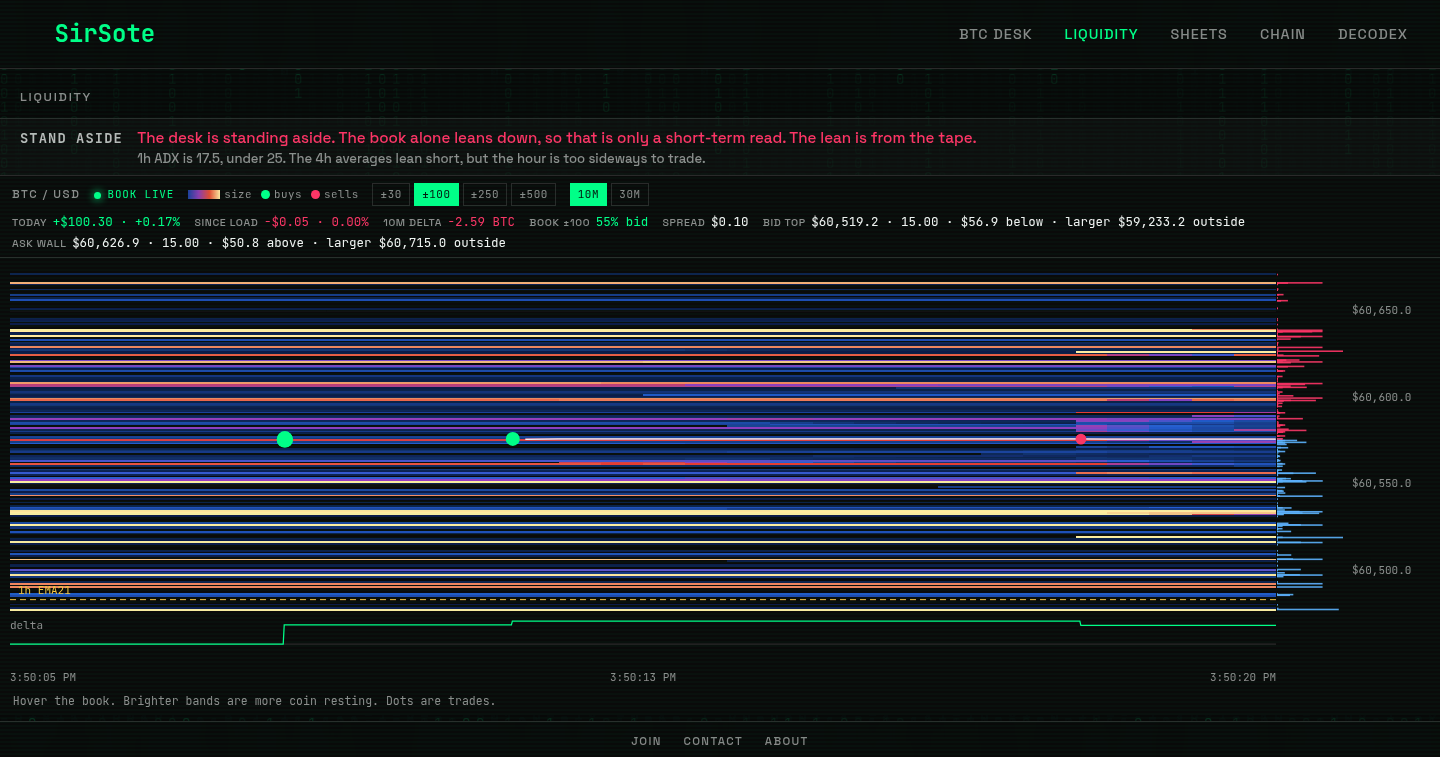 SirSote
BTC DESK LIQUIDITY SHEETS CHAIN DECODEX
LIQUIDITY
STAND ASIDE The desk is standing aside. The book alone leans down, so that is only a short-term read. The lean is from the tape.
1h ADX is 17.5, under 25. The 4h averages lean short, but the hour is too sideways to trade.
BTC / USD BOOK LIVE size buys sells ±30 ±100 ±250 ±500 10M 30M
TODAY +$100.30 · +0.17% SINCE LOAD -$0.05 · 0.00% 10M DELTA -2.59 BTC BOOK ±100 55% bid SPREAD $0.10 BID TOP $60,519.2 · 15.00 · $56.9 below · larger $59,233.2 outside
ASK WALL $60,626.9 · 15.00 · $50.8 above · larger $60,715.0 outside
$60,650.0
$60,600.0
$60,550.0
$60,500.0
1h EMA21
delta
3:50:05 PM 3:50:13 PM 3:50:20 PM
Hover the book. Brighter bands are more coin resting. Dots are trades.
JOIN CONTACT ABOUT